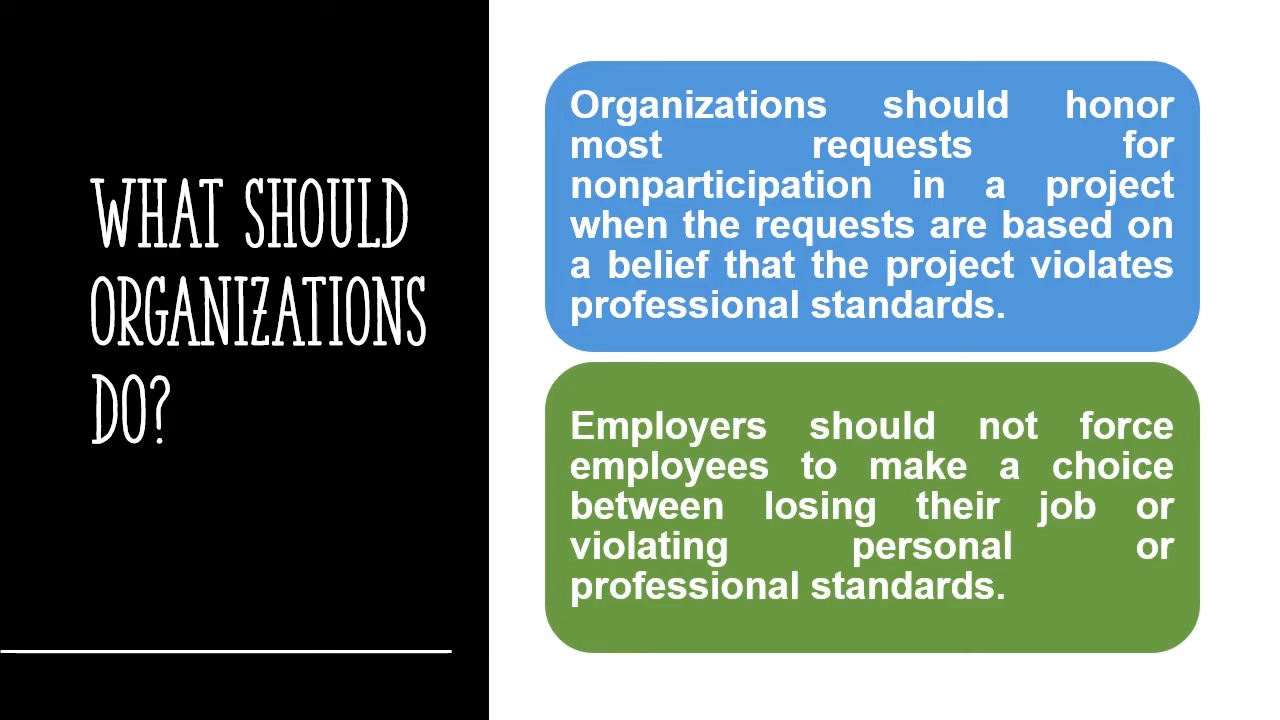 WHAT SHOULD
ORGANIZATIONS
DO?
Organizations should honor
most requests for
nonparticipation in a project
when the requests are based on
a belief that the project violates
professional standards.
Employers should not force
employees to make a choice
between losing their job or
violating personal or
professional standards.